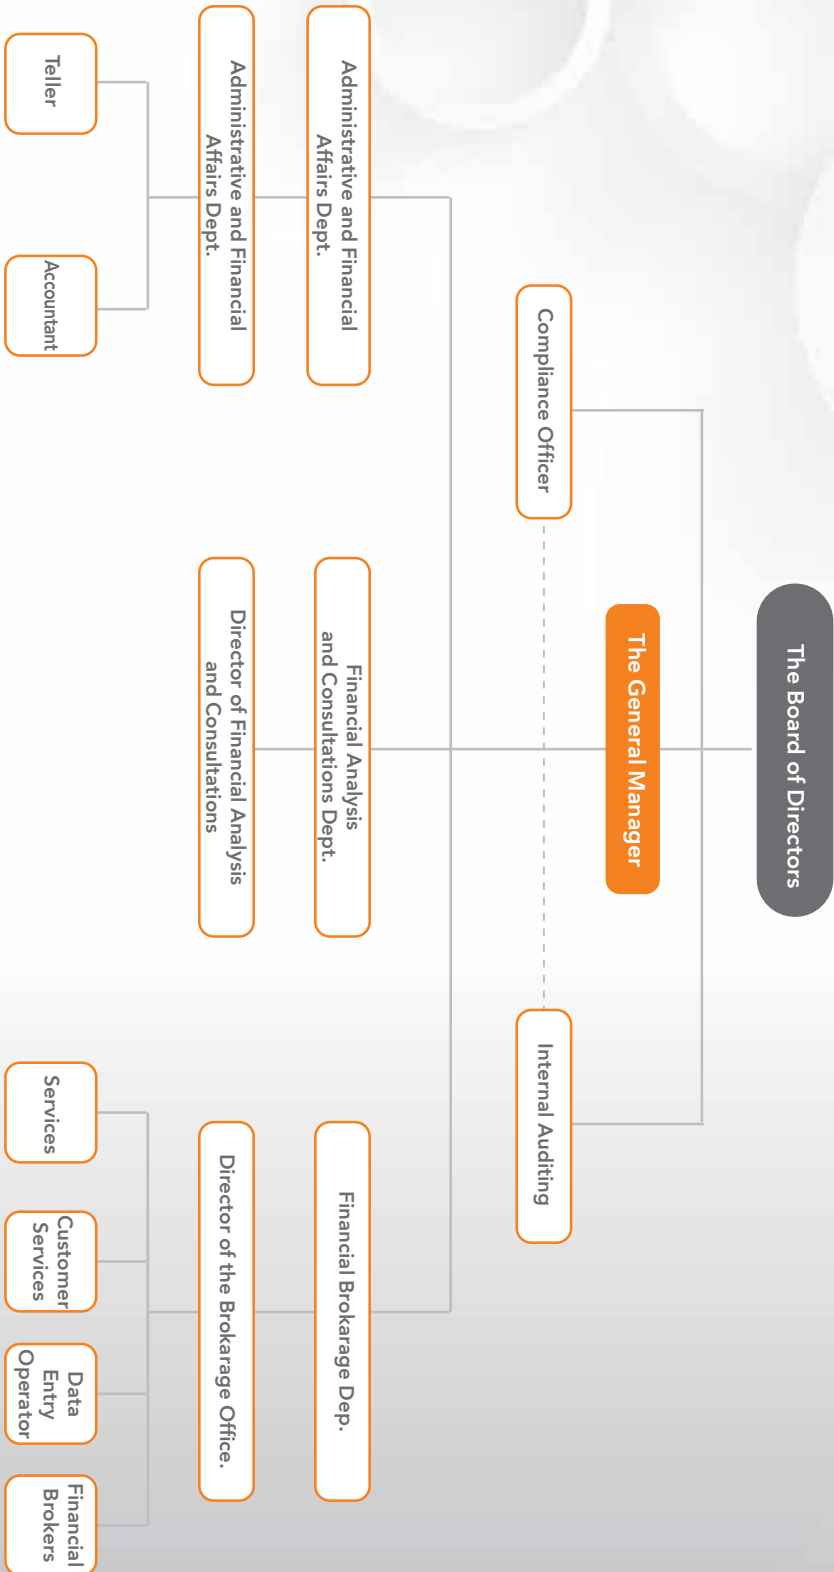 The Board of Directors
The General Manager
Compliance Officer
Internal Auditing
Administrative and Financial
Affairs Dept.
Financial Analysis
and Consultations Dept.
Financial Brokarage Dep.
Administrative and Financial
Affairs Dept.
Director of Financial Analysis
and Consultations
Director of the Brokarage Office.
Teller
Accountant
Services
Customer
Services
Data
Entry
Operator
Financial
Brokers